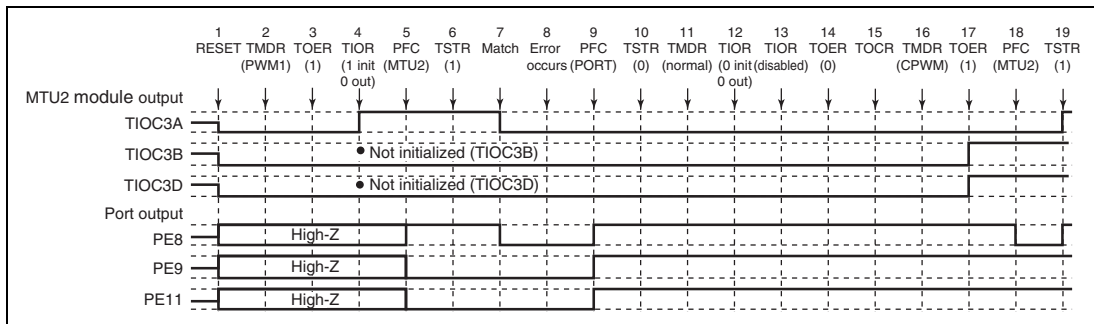 1 2 3 4 5 6 7 8 9 10 11 12 13 14 15 16 17 18 19
RESET TMDR TOER TIOR PFC TSTR Match Error PFC TSTR TMDR TIOR TIOR TOER TOCR TMDR TOER PFC TSTR
(PWM1) (1) (1 init (MTU2) (1) occurs (PORT) (0) (normal) (0 init (disabled) (0) (CPWM) (1) (MTU2) (1)
0 out) 0 out)
MTU2 module output
TIOC3A
TIOC3B
• Not initialized (TIOC3B)
TIOC3D
• Not initialized (TIOC3D)
Port output
PE8
High-Z
PE9
High-Z
PE11
High-Z